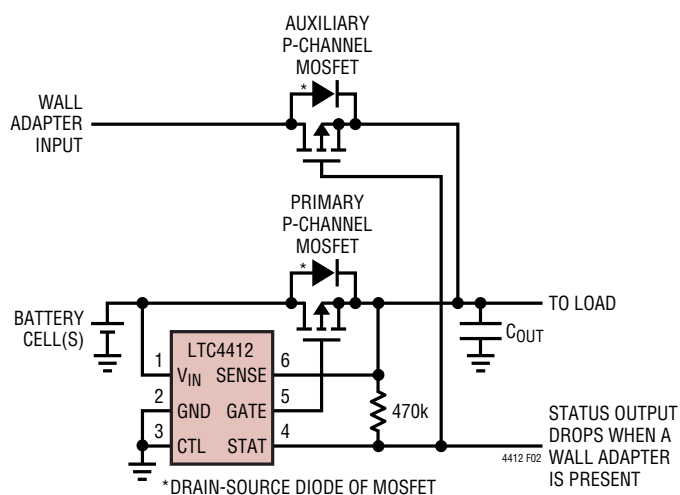 AUXILIARY
P-CHANNEL
MOSFET
*
WALL
ADAPTER
INPUT
PRIMARY
P-CHANNEL
MOSFET
*
TO LOAD
BATTERY
CELL(S)
COUT
LTC4412
1
VIN
SENSE
6
2
GND
GATE
5
3
CTL
STAT
4
470k
STATUS OUTPUT
DROPS WHEN A
WALL ADAPTER
IS PRESENT
4412 F02
*DRAIN-SOURCE DIODE OF MOSFET